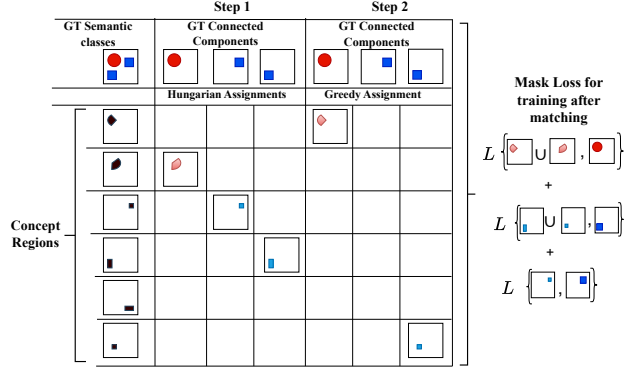 Step 1
Step 2
GT Semantic
classes
GT Connected
Components
GT Connected
Components
Hungarian Assignments
Greedy Assignment
Concept
Regions
Mask Loss for
training after
matching
L { ∪ , }
+
L { ∪ , }
+
L { , }